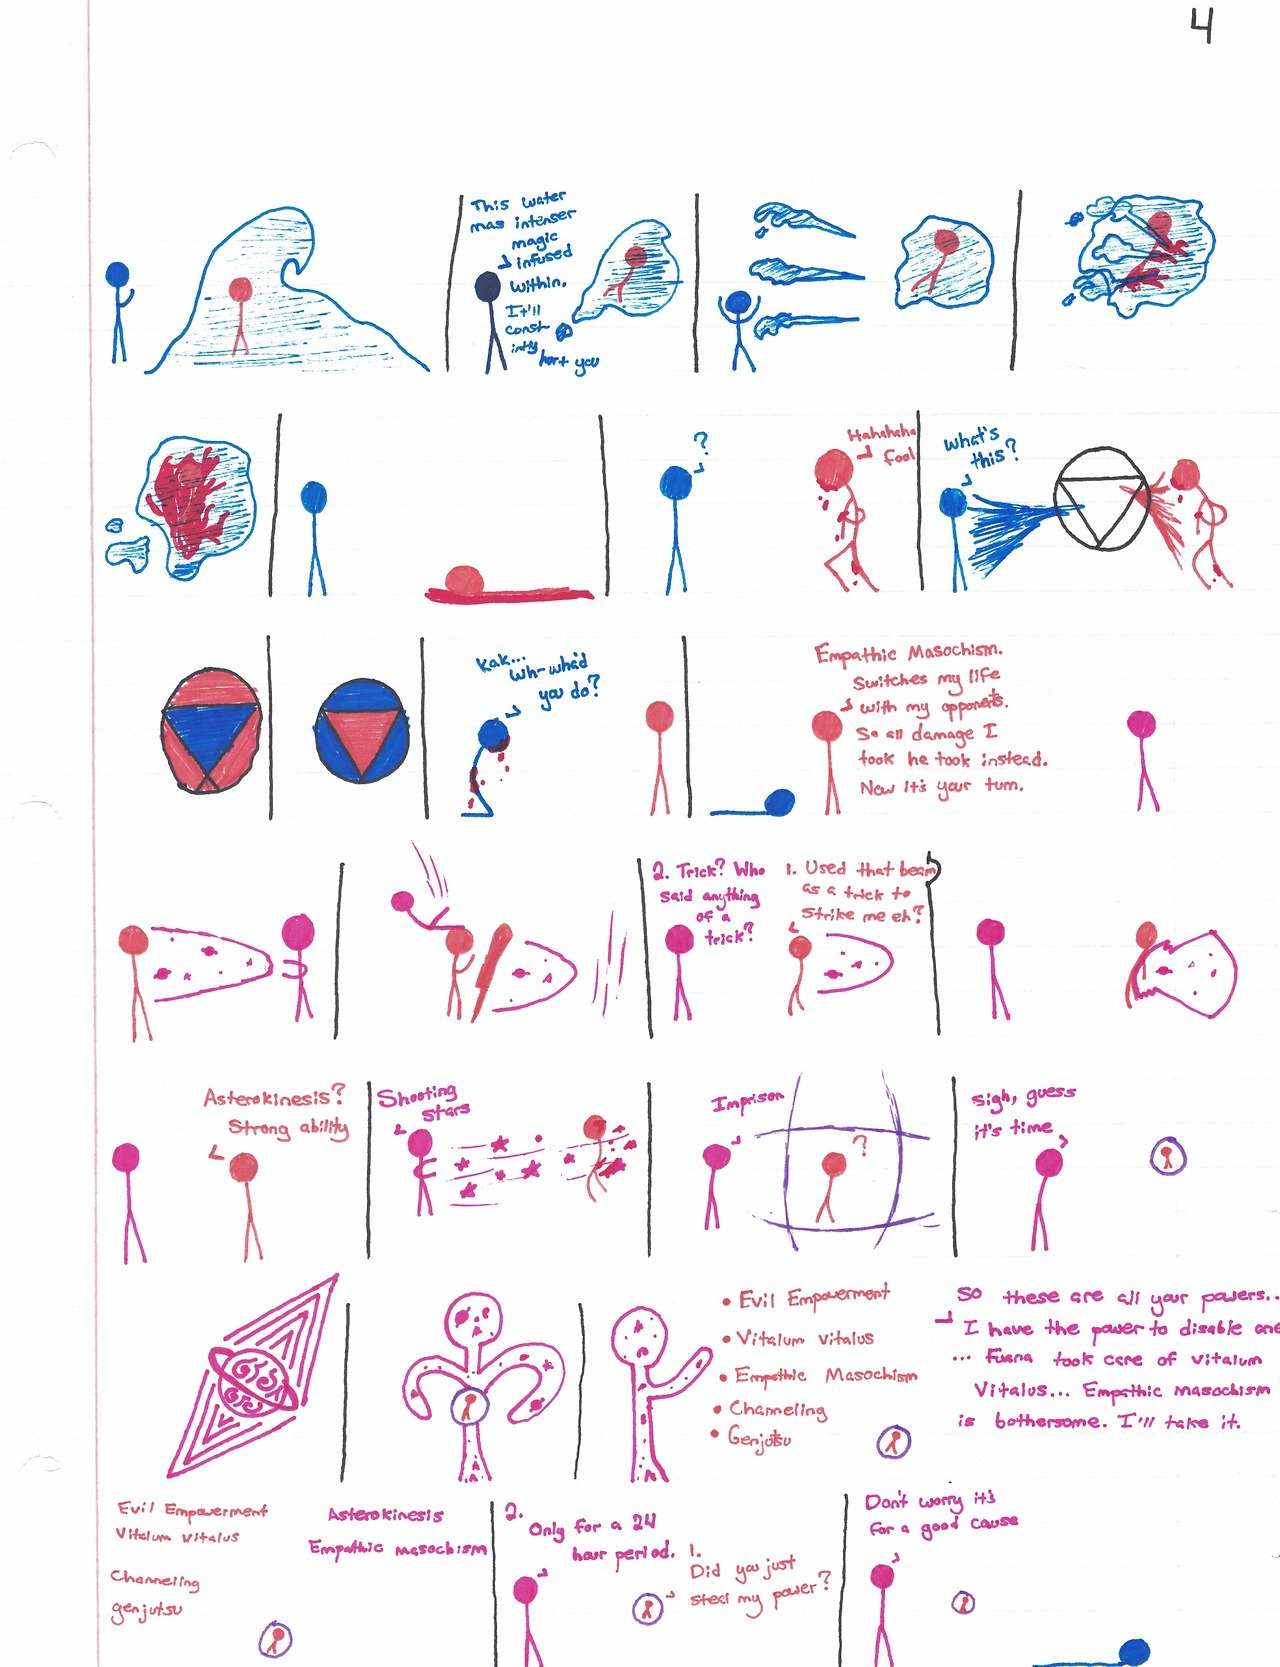 4
This water
mas intenser
magic
infused
within.
It'll
const-
intly
hurt you
?
Hahahaha
fool
What's
this?
Kak...
Wh-wha'd
you do?
Empathic Masochism.
Switches my life
with my opponents.
So all damage I
took he took instead.
Now it's your turn.
2. Trick? Who
said anything
of a
trick?
1. Used that beam
as a trick to
strike me eh?
Asterokinesis?
Strong ability
Shooting
stars
Imprison
?
Sigh, guess
it's time
• Evil Empowerment
• Vitalum vitalus
• Empathic Masochism
• Channeling
• Genjutsu
So these are all your powers..
I have the power to disable one
... Fuana took care of vitalum
Vitalus... Empathic masochism
is bothersome. I'll take it.
Evil Empowerment
Vitalum vitalus
Channeling
genjutsu
Asterokinesis
Empathic masochism
2.
Only for a 24
hour period.
1.
Did you just
steal my power?
Don't worry it's
for a good cause